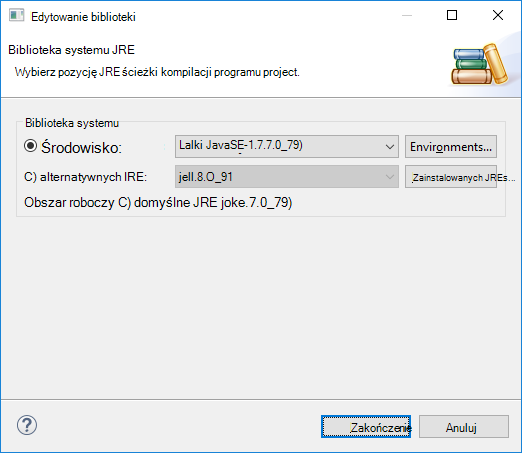 Edytowanie biblioteki
Biblioteka systemu JRE
Wybierz pozycję JRE ścieżki kompilacji programu project.
Biblioteka systemu
Środowisko:
Lalki JavaSE-1.7.7.0_79)
Environments...
C) alternatywnych IRE:
jell.8.O_91
Zainstalowanych JREs...
Obszar roboczy C) domyślne JRE joke.7.0_79)
Zakończenie
Anuluj